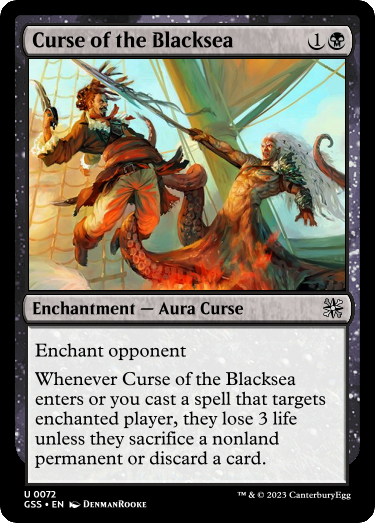 Curse of the Blacksea 1
Enchantment — Aura Curse
Enchant opponent
Whenever Curse of the Blacksea
enters or you cast a spell that targets
enchanted player, they lose 3 life
unless they sacrifice a nonland
permanent or discard a card.
U 0072
GSS • EN DenmanRooke
™ & © 2023 CanterburyEgg